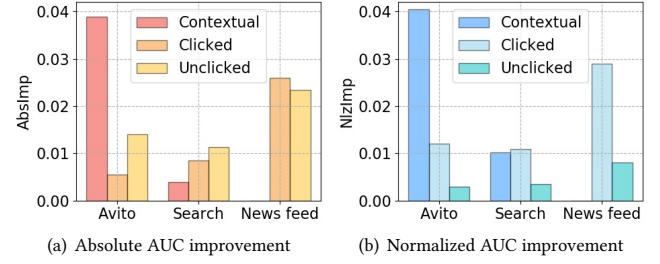 AbsImp
0.04
0.03
0.02
0.01
0.00
Contextual
Clicked
Unclicked
Avito Search News feed
(a) Absolute AUC improvement
NlzImp
0.04
0.03
0.02
0.01
0.00
Contextual
Clicked
Unclicked
Avito Search News feed
(b) Normalized AUC improvement